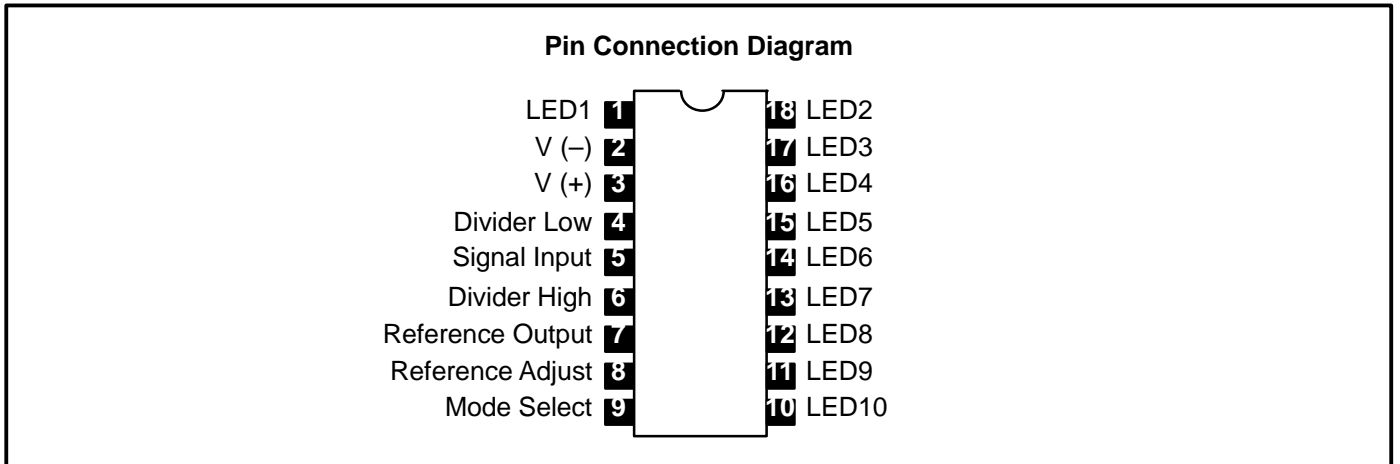 Pin Connection Diagram
LED1 1 18 LED2
V (–) 2 17 LED3
V (+) 3 16 LED4
Divider Low 4 15 LED5
Signal Input 5 14 LED6
Divider High 6 13 LED7
Reference Output 7 12 LED8
Reference Adjust 8 11 LED9
Mode Select 9 10 LED10